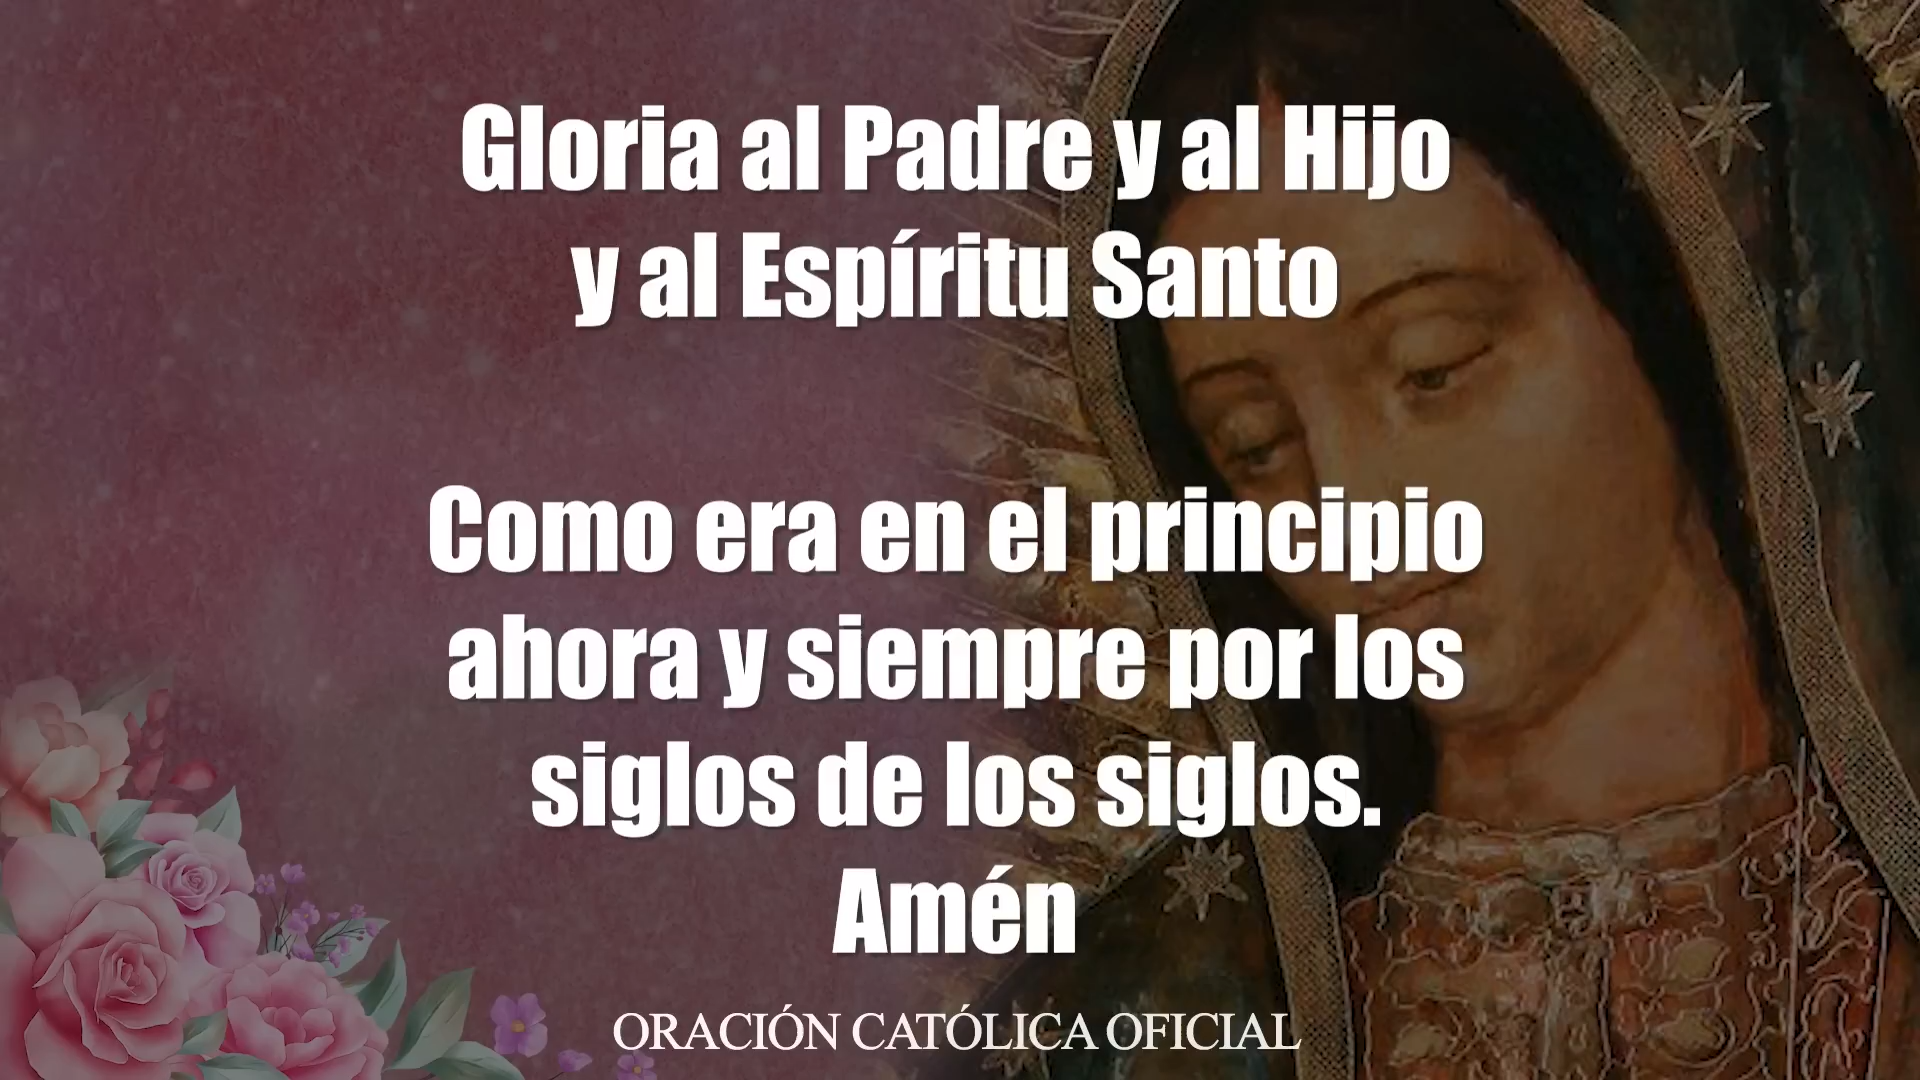 Gloria al Padre y al Hijo
y al Espíritu Santo
Como era en el principio
ahora y siempre por los
siglos de los siglos.
Amén
ORACIÓN CATÓLICA OFICIAL